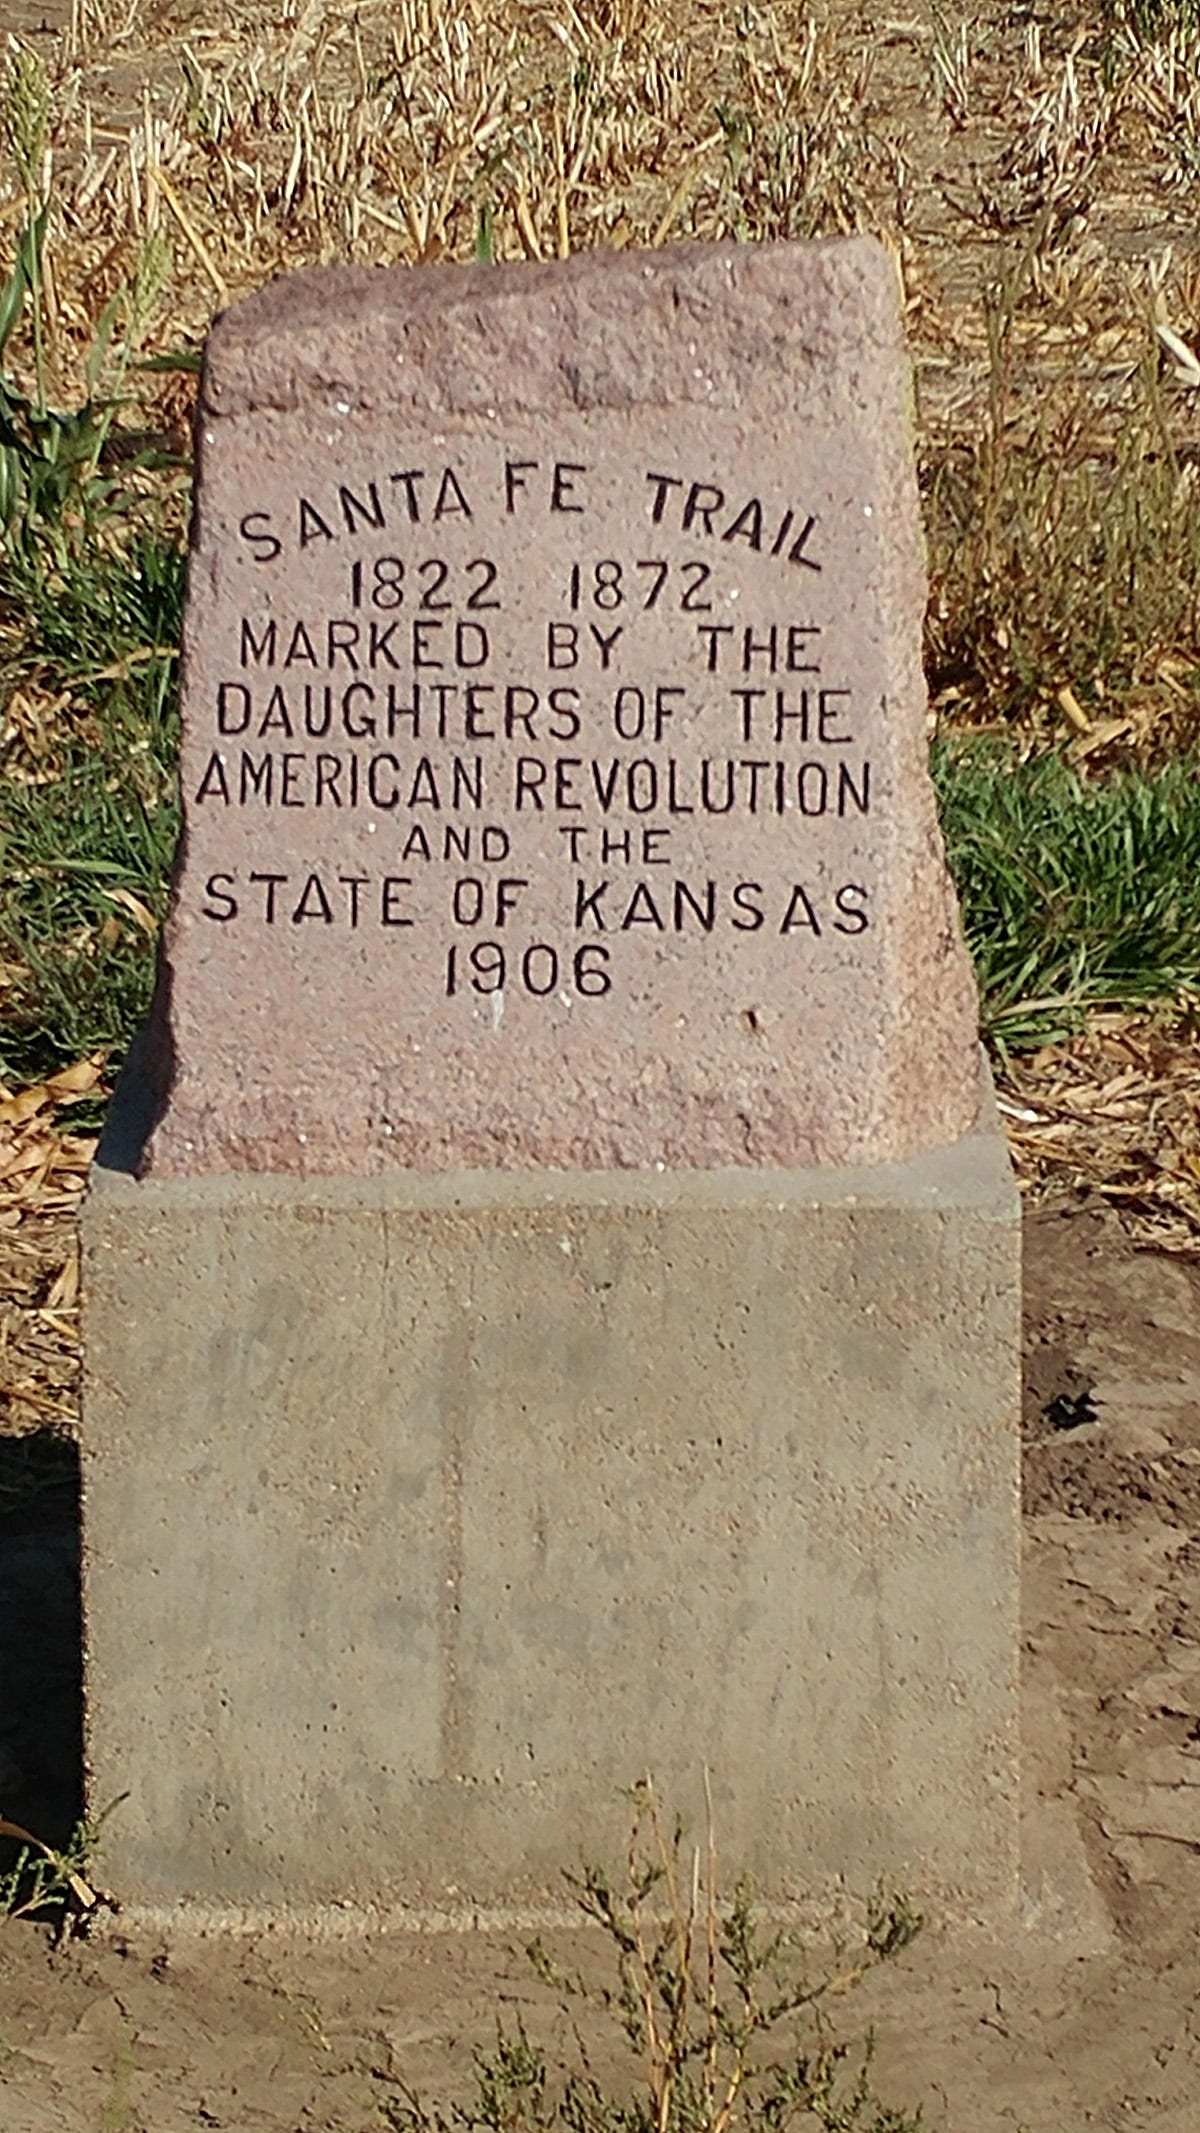 SANTA FE TRAIL
1822 1872
MARKED BY THE
DAUGHTERS OF THE
AMERICAN REVOLUTION
AND THE
STATE OF KANSAS
1906